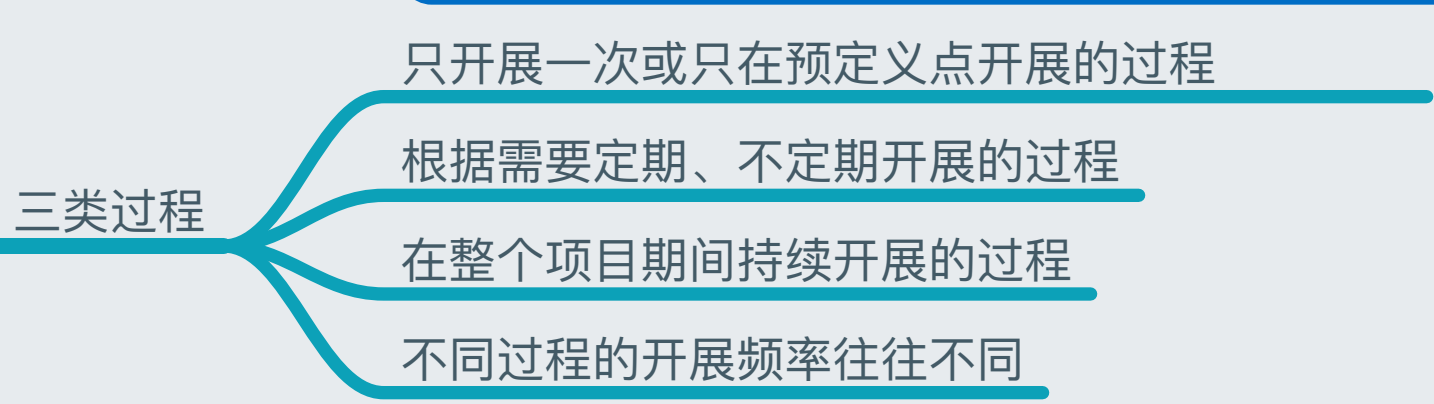 三类过程
只开展一次或只在预定义点开展的过程
根据需要定期、不定期开展的过程
在整个项目期间持续开展的过程
不同过程的开展频率往往不同